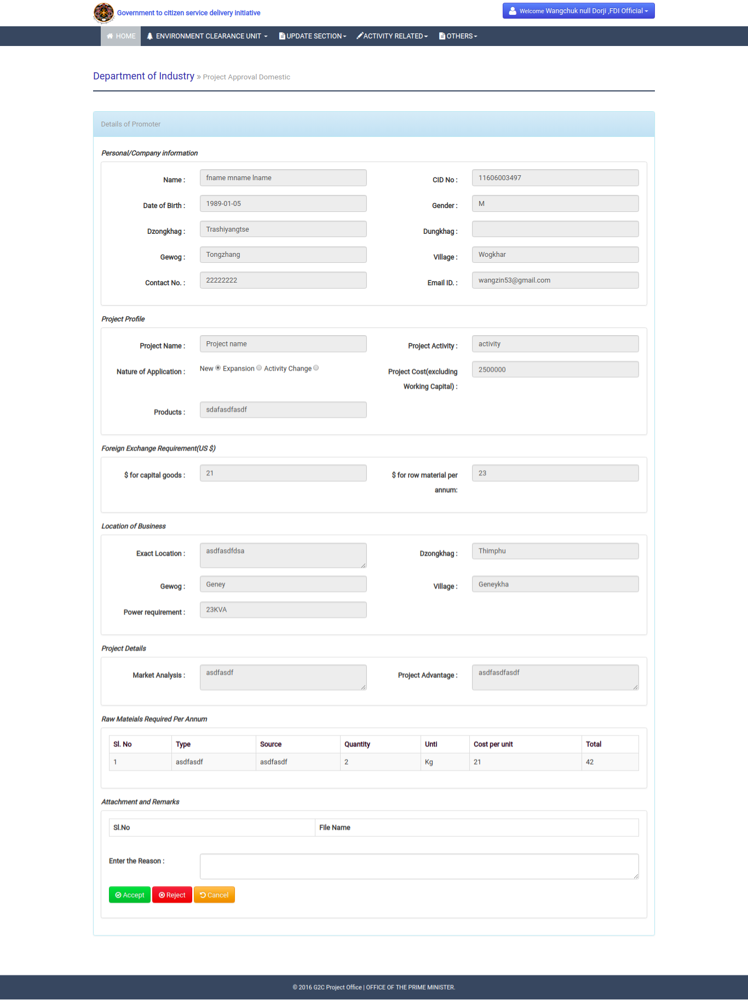 Government to citizen service delivery initiative
Welcome Wangchuk null Dorji ,FDI Official
HOME ENVIRONMENT CLEARANCE UNIT UPDATE SECTION ACTIVITY RELATED OTHERS
Department of Industry » Project Approval Domestic
Details of Promoter
Personal/Company information
Name : fname mname lname CID No : 11606003497
Date of Birth : 1989-01-05 Gender : M
Dzongkhag : Trashiyangtse Dungkhag :
Gewog : Tongzhang Village : Wogkhar
Contact No. : 22222222 Email ID. : wangzin53@gmail.com
Project Profile
Project Name : Project name Project Activity : activity
Nature of Application : New Expansion Activity Change Project Cost(excluding 2500000
Working Capital) :
Products : sdafasdfasdf
Foreign Exchange Requirement(US $)
$ for capital goods : 21 $ for row material per 23
annum:
Location of Business
Exact Location : asdfasdfdsa Dzongkhag : Thimphu
Gewog : Geney Village : Geneykha
Power requirement : 23KVA
Project Details
Market Analysis : asdfasdf Project Advantage : asdfasdfasdf
Raw Mateials Required Per Annum
Sl. No Type Source Quantity Unti Cost per unit Total
1 asdfasdf asdfasdf 2 Kg 21 42
Attachment and Remarks
Sl.No File Name
Enter the Reason :
Accept Reject Cancel
© 2016 G2C Project Office | OFFICE OF THE PRIME MINISTER.